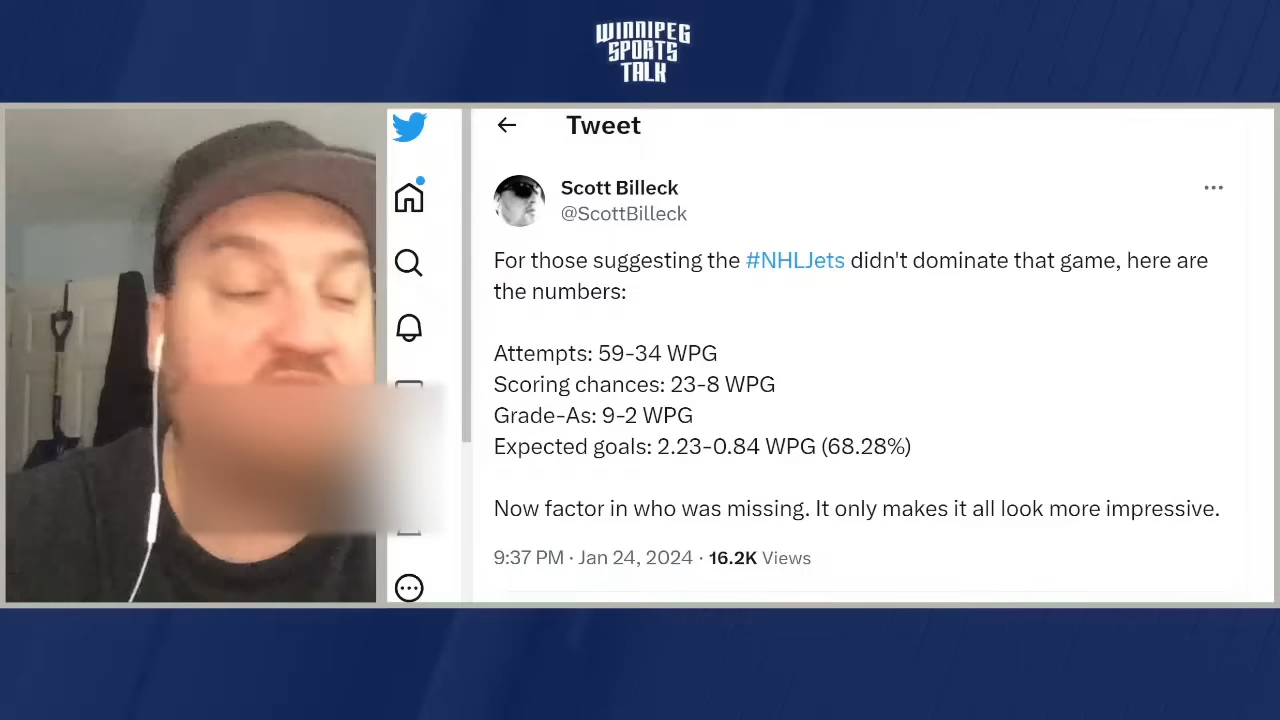 WINNIPEG
SPORTS
TALK
Tweet
Scott Billeck
@ScottBilleck
For those suggesting the #NHLJets didn't dominate that game, here are
the numbers:
Attempts: 59-34 WPG
Scoring chances: 23-8 WPG
Grade-As: 9-2 WPG
Expected goals: 2.23-0.84 WPG (68.28%)
Now factor in who was missing. It only makes it all look more impressive.
9:37 PM · Jan 24, 2024 · 16.2K Views